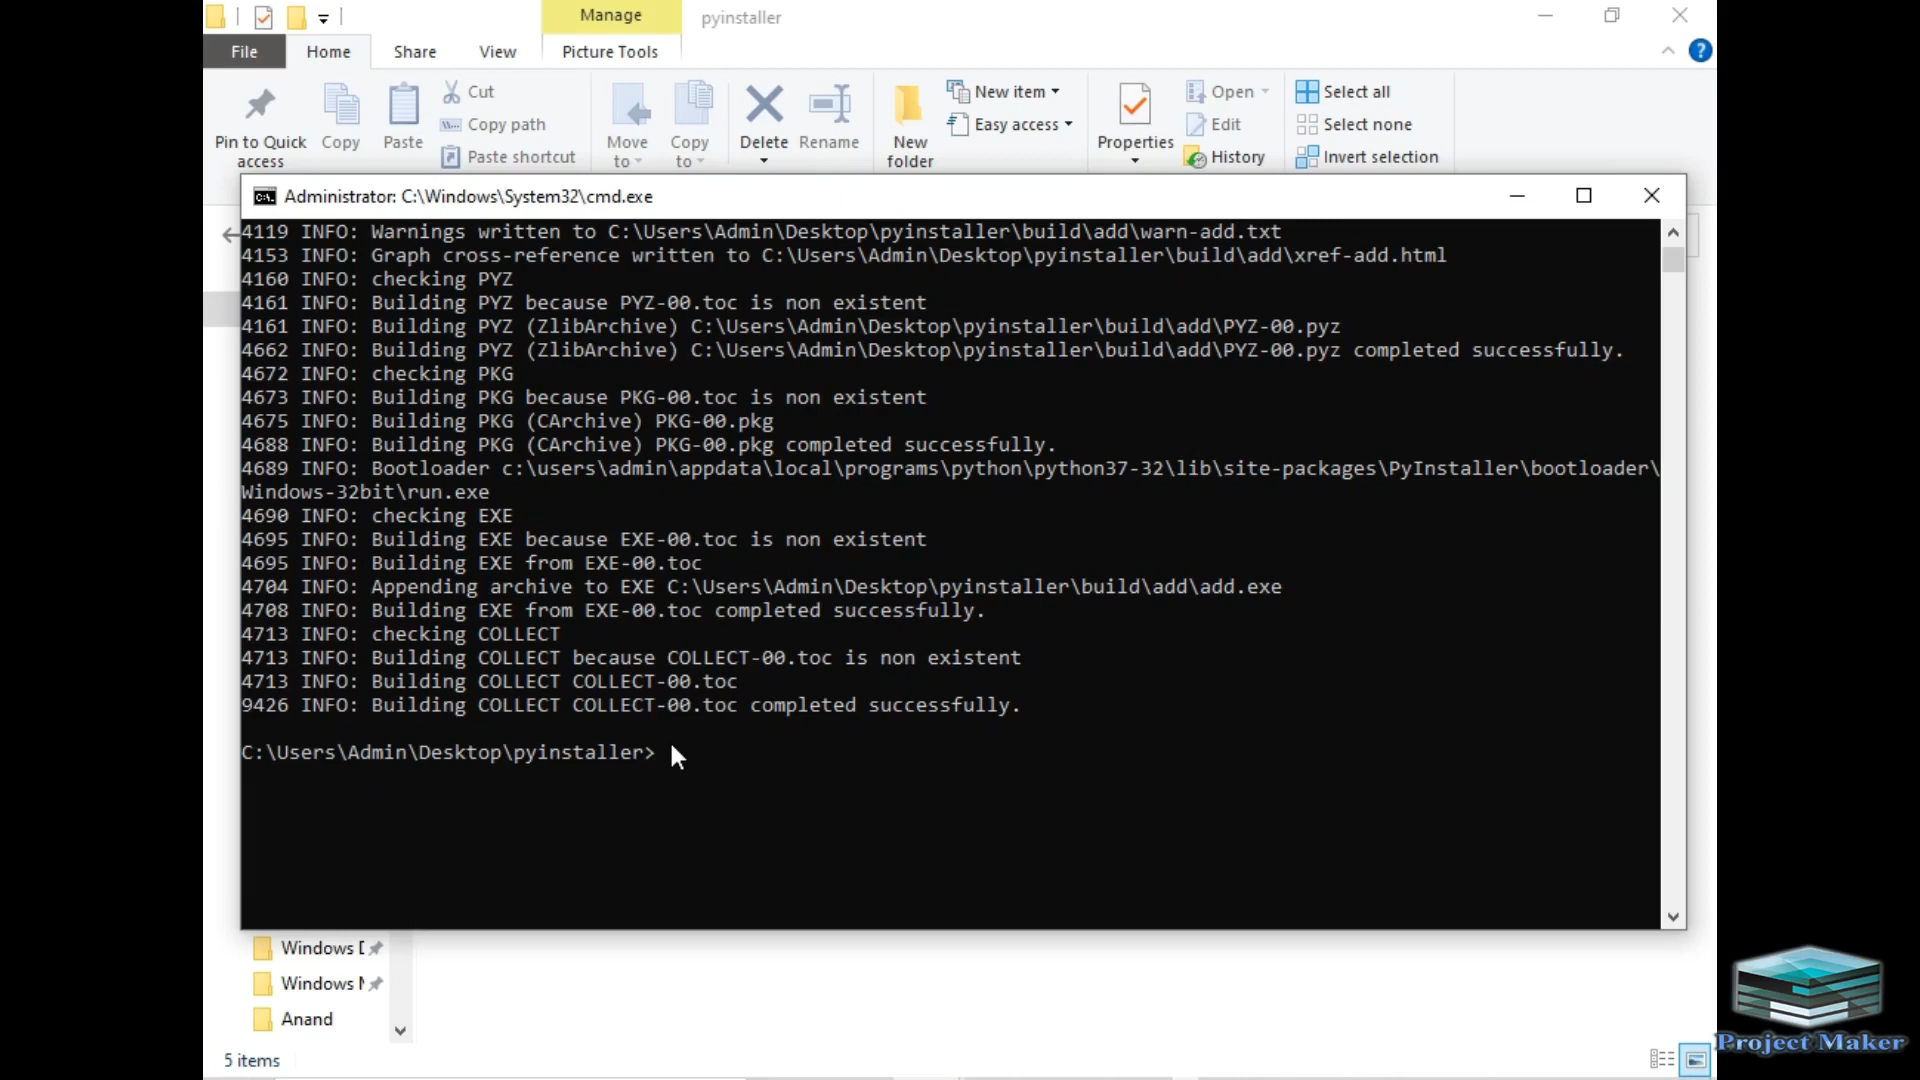 Manage
pyinstaller
File
Home
Share
View
Picture Tools
Pin to Quick access
Copy
Paste
Cut
Copy path
Paste shortcut
Move to
Copy to
Delete
Rename
New folder
New item
Easy access
Properties
Open
Edit
History
Select all
Select none
Invert selection
Administrator: C:\Windows\System32\cmd.exe
4119 INFO: Warnings written to C:\Users\Admin\Desktop\pyinstaller\build\add\warn-add.txt
4153 INFO: Graph cross-reference written to C:\Users\Admin\Desktop\pyinstaller\build\add\xref-add.html
4160 INFO: checking PYZ
4161 INFO: Building PYZ because PYZ-00.toc is non existent
4161 INFO: Building PYZ (ZlibArchive) C:\Users\Admin\Desktop\pyinstaller\build\add\PYZ-00.pyz
4662 INFO: Building PYZ (ZlibArchive) C:\Users\Admin\Desktop\pyinstaller\build\add\PYZ-00.pyz completed successfully.
4672 INFO: checking PKG
4673 INFO: Building PKG because PKG-00.toc is non existent
4675 INFO: Building PKG (CArchive) PKG-00.pkg
4688 INFO: Building PKG (CArchive) PKG-00.pkg completed successfully.
4689 INFO: Bootloader c:\users\admin\appdata\local\programs\python\python37-32\lib\site-packages\PyInstaller\bootloader\
Windows-32bit\run.exe
4690 INFO: checking EXE
4695 INFO: Building EXE because EXE-00.toc is non existent
4695 INFO: Building EXE from EXE-00.toc
4704 INFO: Appending archive to EXE C:\Users\Admin\Desktop\pyinstaller\build\add\add.exe
4708 INFO: Building EXE from EXE-00.toc completed successfully.
4713 INFO: checking COLLECT
4713 INFO: Building COLLECT because COLLECT-00.toc is non existent
4713 INFO: Building COLLECT COLLECT-00.toc
9426 INFO: Building COLLECT COLLECT-00.toc completed successfully.
C:\Users\Admin\Desktop\pyinstaller>
Windows
Windows
Anand
5 items
Project Maker